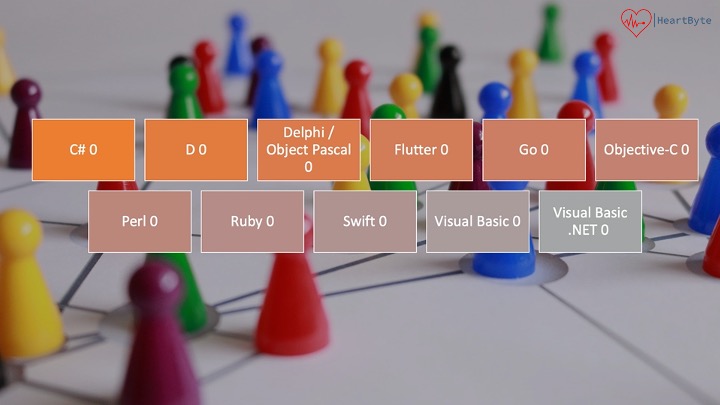 HeartByte
C# 0
D 0
Delphi /
Object Pascal
0
Flutter 0
Go 0
Objective-C 0
Perl 0
Ruby 0
Swift 0
Visual Basic 0
Visual Basic
.NET 0